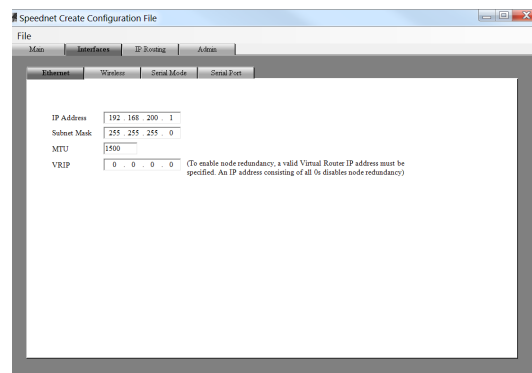 Speednet Create Configuration File
File
Main Interfaces IP Routing Admin
Ethernet Wireless Serial Mode Serial Port
IP Address 192 . 168 . 200 . 1
Subnet Mask 255 . 255 . 255 . 0
MTU 1500
VRIP 0 . 0 . 0 . 0 (To enable node redundancy, a valid Virtual Router IP address must be
specified. An IP address consisting of all 0s disables node redundancy)